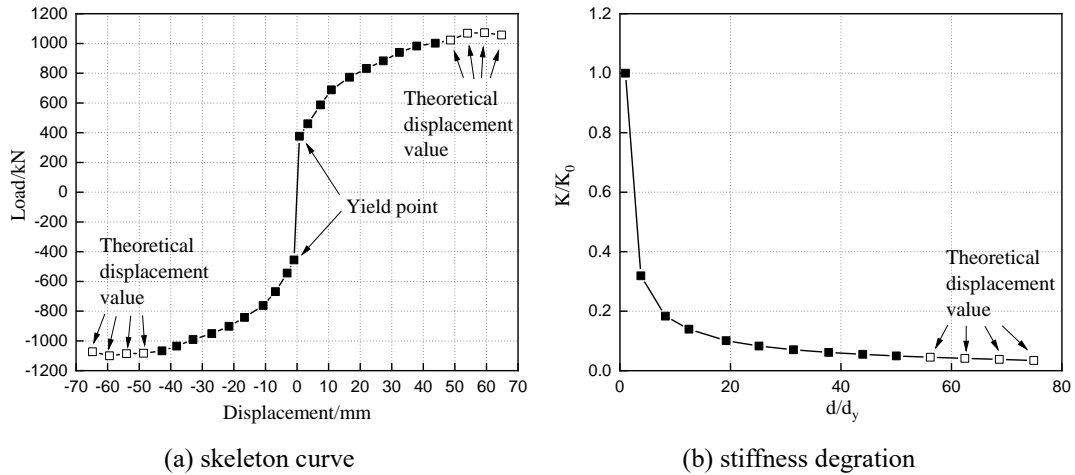 1200
1000
800
600
400
200
0
-200
-400
-600
-800
-1000
-1200
Load/kN
-70 -60 -50 -40 -30 -20 -10 0 10 20 30 40 50 60 70
Displacement/mm
Theoretical
displacement
value
Yield point
Theoretical
displacement
value
(a) skeleton curve
1.2
1.0
0.8
0.6
0.4
0.2
0.0
K/K0
0 20 40 60 80
d/dy
Theoretical
displacement
value
(b) stiffness degration